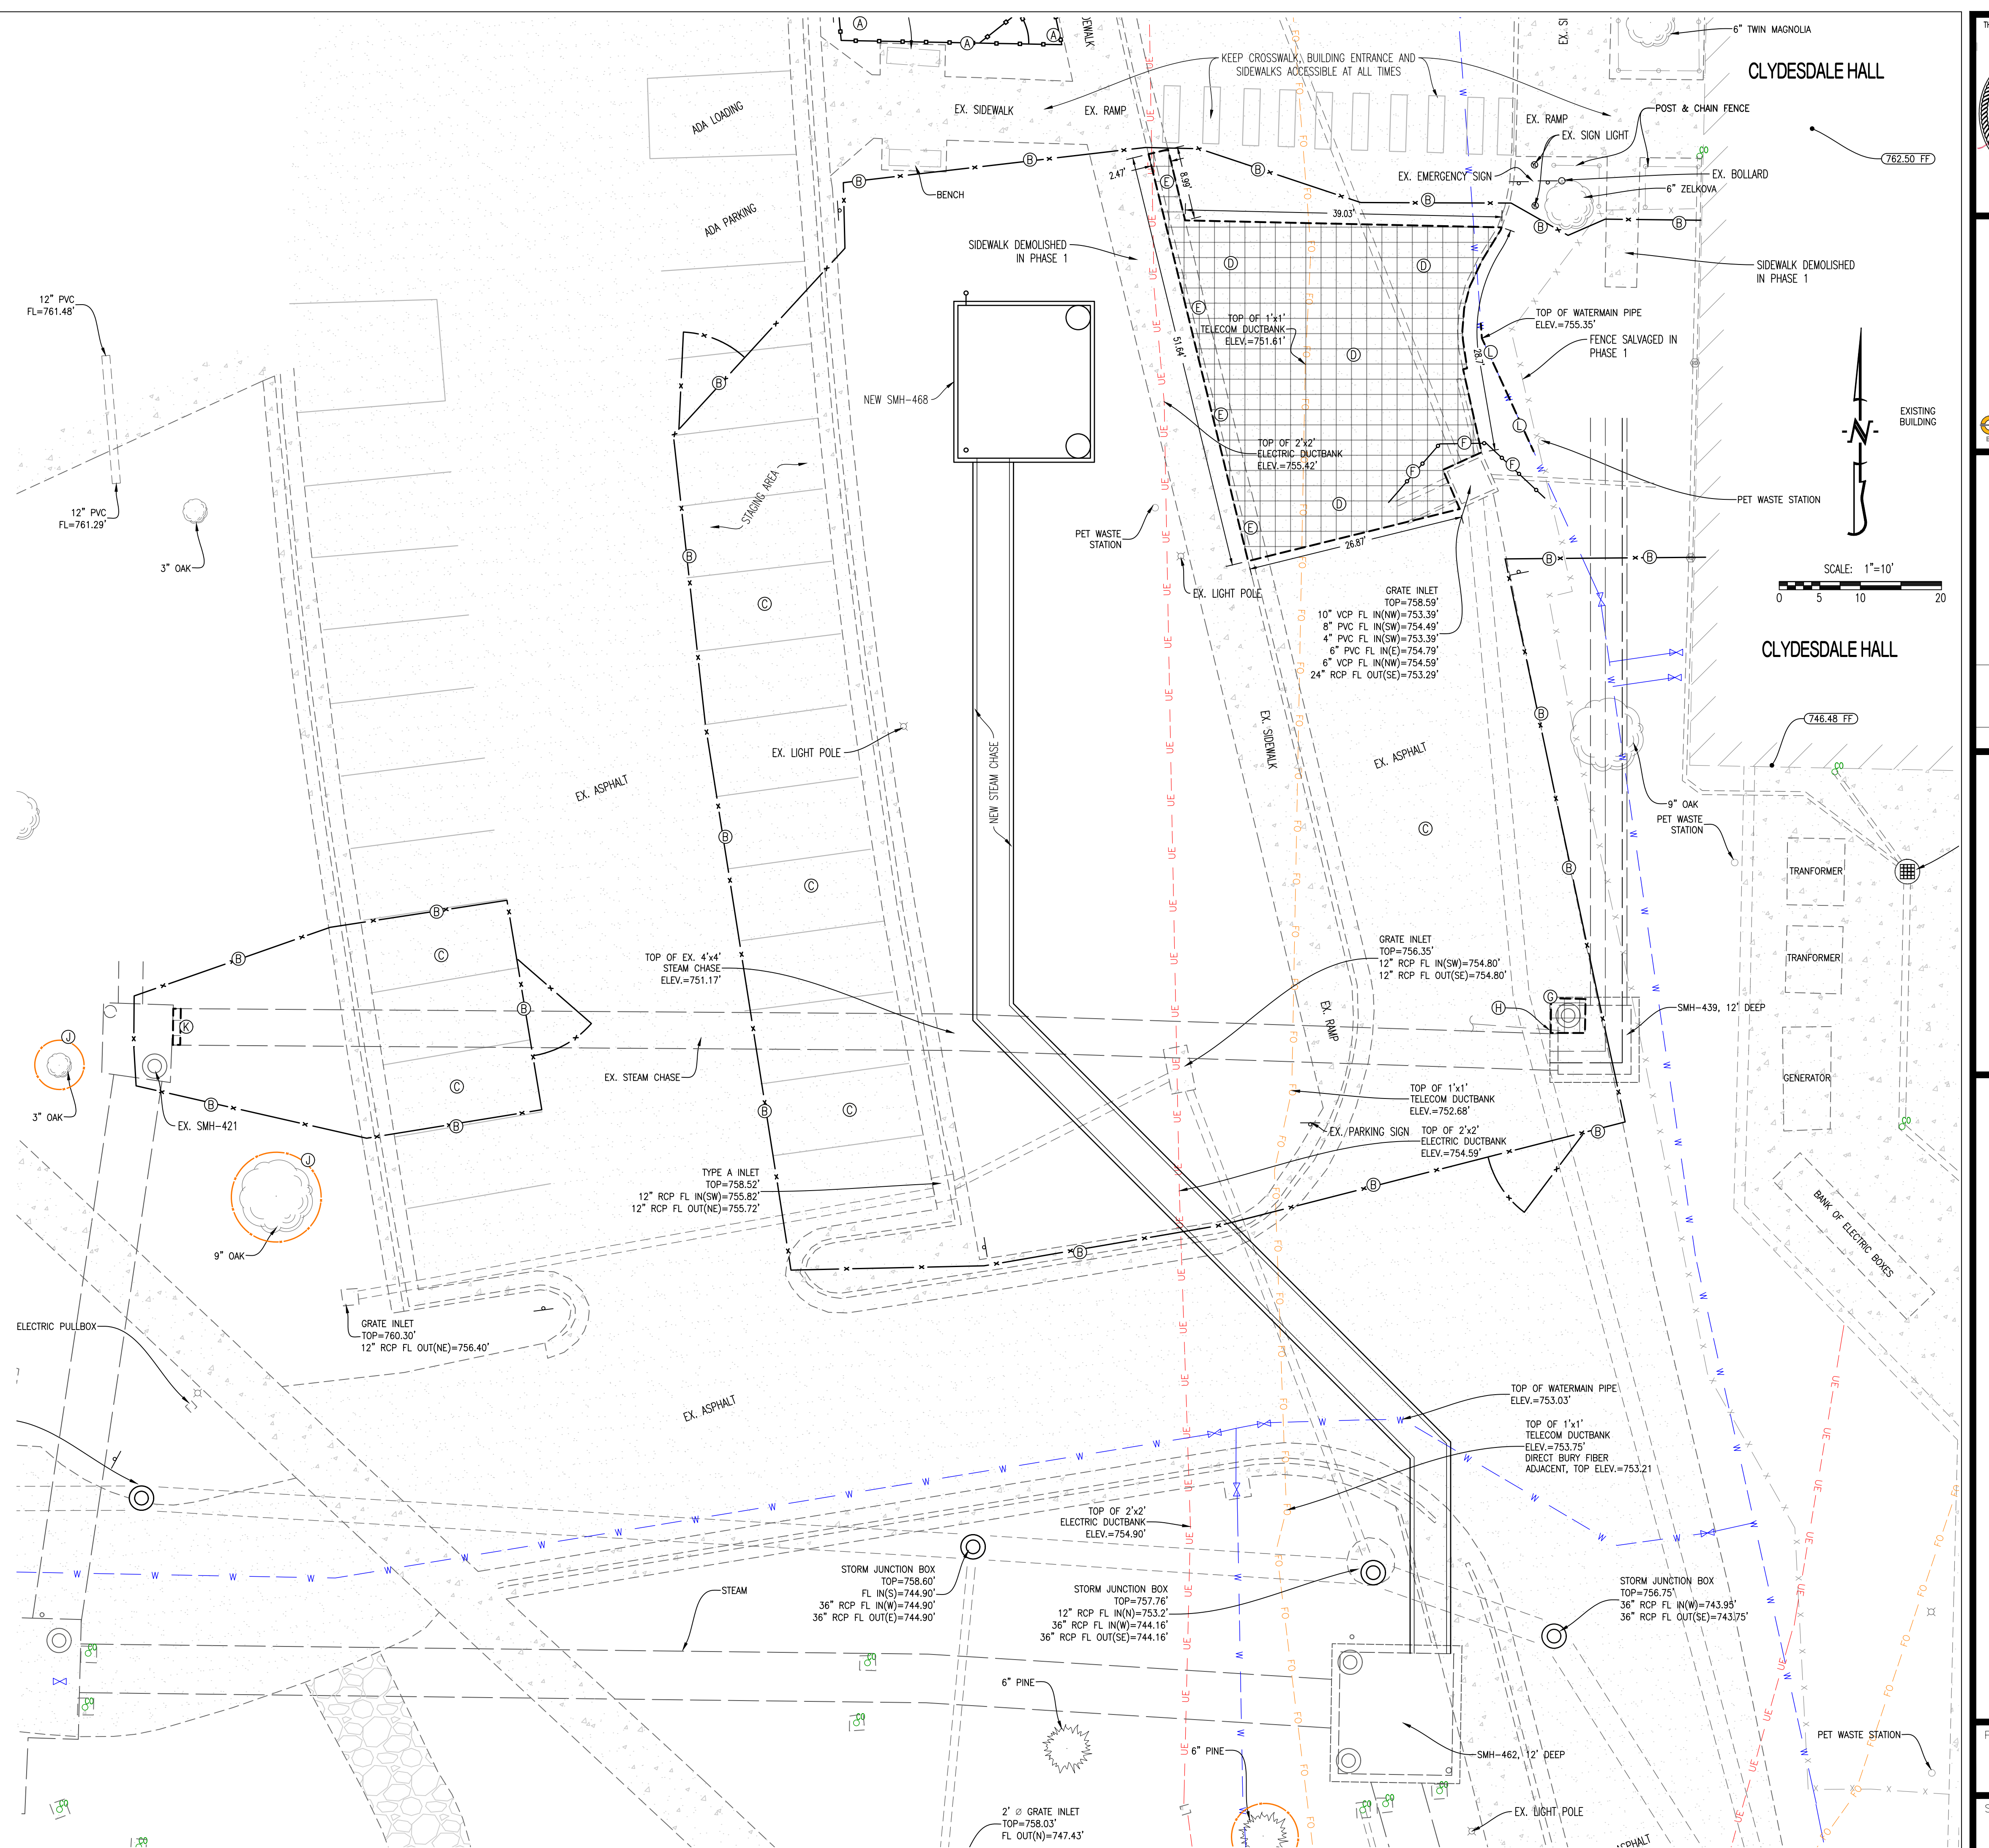 6" TWIN MAGNOLIA
CLYDESDALE HALL
KEEP CROSSWALK, BUILDING ENTRANCE AND
SIDEWALKS ACCESSIBLE AT ALL TIMES
ADA LOADING
EX. SIDEWALK
EX. RAMP
EX. RAMP
POST & CHAIN FENCE
EX. SIGN LIGHT
762.50 FF
EX. EMERGENCY SIGN
EX. BOLLARD
6" ZELKOVA
BENCH
2.47'
8.99'
39.03'
ADA PARKING
SIDEWALK DEMOLISHED
IN PHASE 1
SIDEWALK DEMOLISHED
IN PHASE 1
12" PVC
FL=761.48'
TOP OF 1'x1'
TELECOM DUCTBANK
ELEV.=751.61'
TOP OF WATERMAIN PIPE
ELEV.=755.35'
FENCE SALVAGED IN
PHASE 1
51.64'
28.7'
NEW SMH-468
EXISTING
BUILDING
N
TOP OF 2'x2'
ELECTRIC DUCTBANK
ELEV.=755.42'
STAGING AREA
12" PVC
FL=761.29'
3" OAK
PET WASTE
STATION
PET WASTE STATION
26.87'
SCALE: 1"=10'
0 5 10 20
EX. LIGHT POLE
GRATE INLET
TOP=758.59'
10" VCP FL IN(NW)=753.39'
8" PVC FL IN(SW)=754.49'
4" PVC FL IN(SW)=753.39'
6" PVC FL IN(E)=754.79'
6" VCP FL IN(NW)=754.59'
24" RCP FL OUT(SE)=753.29'
CLYDESDALE HALL
746.48 FF
EX. SIDEWALK
EX. ASPHALT
EX. LIGHT POLE
NEW STEAM CHASE
EX. ASPHALT
9" OAK
PET WASTE
STATION
TRANFORMER
TRANFORMER
GENERATOR
TOP OF EX. 4'x4'
STEAM CHASE
ELEV.=751.17'
GRATE INLET
TOP=756.35'
12" RCP FL IN(SW)=754.80'
12" RCP FL OUT(SE)=754.80'
EX. RAMP
SMH-439, 12' DEEP
EX. STEAM CHASE
3" OAK
EX. SMH-421
TOP OF 1'x1'
TELECOM DUCTBANK
ELEV.=752.68'
EX. PARKING SIGN
TOP OF 2'x2'
ELECTRIC DUCTBANK
ELEV.=754.59'
TYPE A INLET
TOP=758.52'
12" RCP FL IN(SW)=755.82'
12" RCP FL OUT(NE)=755.72'
9" OAK
BANK OF ELECTRIC BOXES
ELECTRIC PULLBOX
GRATE INLET
TOP=760.30'
12" RCP FL OUT(NE)=756.40'
EX. ASPHALT
TOP OF WATERMAIN PIPE
ELEV.=753.03'
TOP OF 1'x1'
TELECOM DUCTBANK
ELEV.=753.75'
DIRECT BURY FIBER
ADJACENT, TOP ELEV.=753.21
TOP OF 2'x2'
ELECTRIC DUCTBANK
ELEV.=754.90'
STORM JUNCTION BOX
TOP=758.60'
FL IN(S)=744.90'
36" RCP FL IN(W)=744.90'
36" RCP FL OUT(E)=744.90'
STEAM
STORM JUNCTION BOX
TOP=757.76'
12" RCP FL IN(N)=753.2'
36" RCP FL IN(W)=744.16'
36" RCP FL OUT(SE)=744.16'
STORM JUNCTION BOX
TOP=756.75'
36" RCP FL IN(W)=743.95'
36" RCP FL OUT(SE)=743.75'
6" PINE
6" PINE
SMH-462, 12' DEEP
PET WASTE STATION
2' ∅ GRATE INLET
TOP=758.03'
FL OUT(N)=747.43'
EX. LIGHT POLE